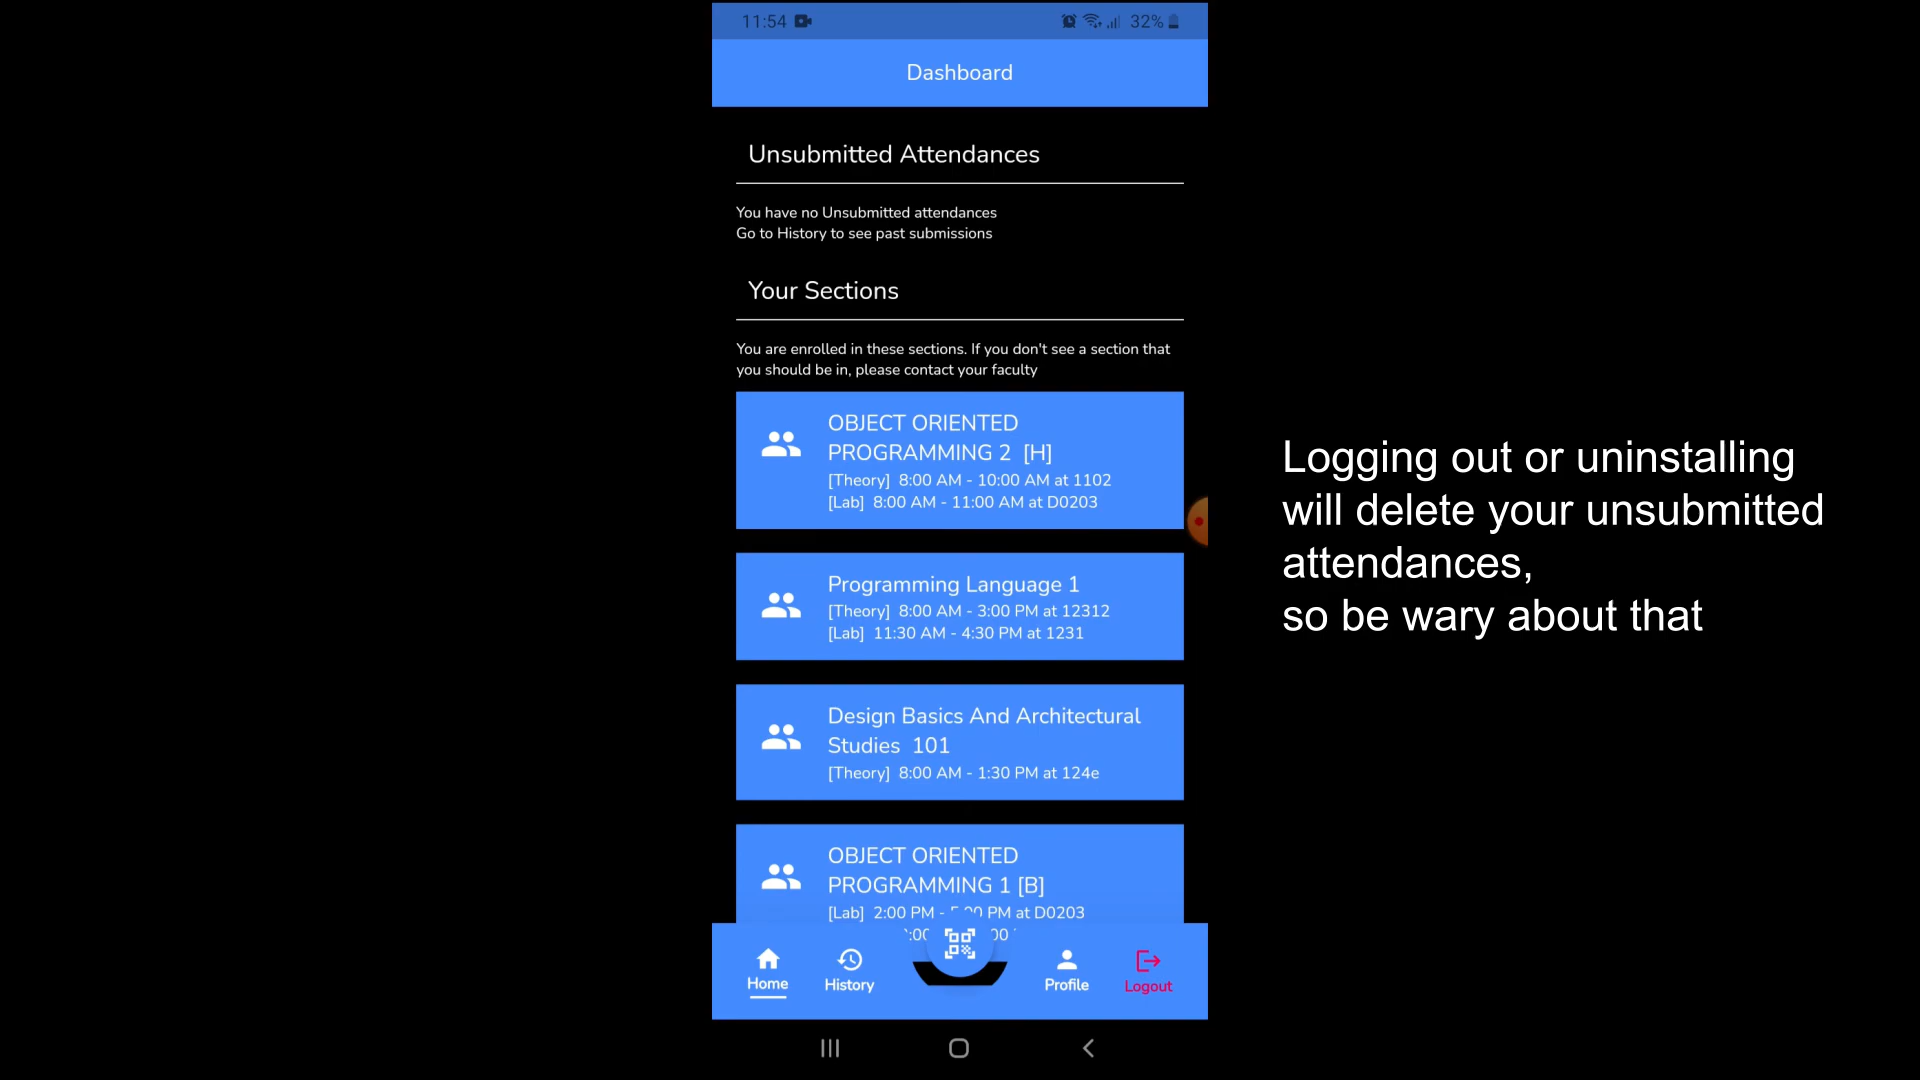 11:54
32%
Dashboard
Unsubmitted Attendances
You have no Unsubmitted attendances
Go to History to see past submissions
Your Sections
You are enrolled in these sections. If you don't see a section that
you should be in, please contact your faculty
OBJECT ORIENTED
PROGRAMMING 2 [H]
[Theory] 8:00 AM - 10:00 AM at 1102
[Lab] 8:00 AM - 11:00 AM at D0203
Programming Language 1
[Theory] 8:00 AM - 3:00 PM at 12312
[Lab] 11:30 AM - 4:30 PM at 1231
Design Basics And Architectural
Studies 101
[Theory] 8:00 AM - 1:30 PM at 124e
OBJECT ORIENTED
PROGRAMMING 1 [B]
[Lab] 2:00 PM - PM at D0203
Home
History
Profile
Logout
Logging out or uninstalling
will delete your unsubmitted
attendances,
so be wary about that